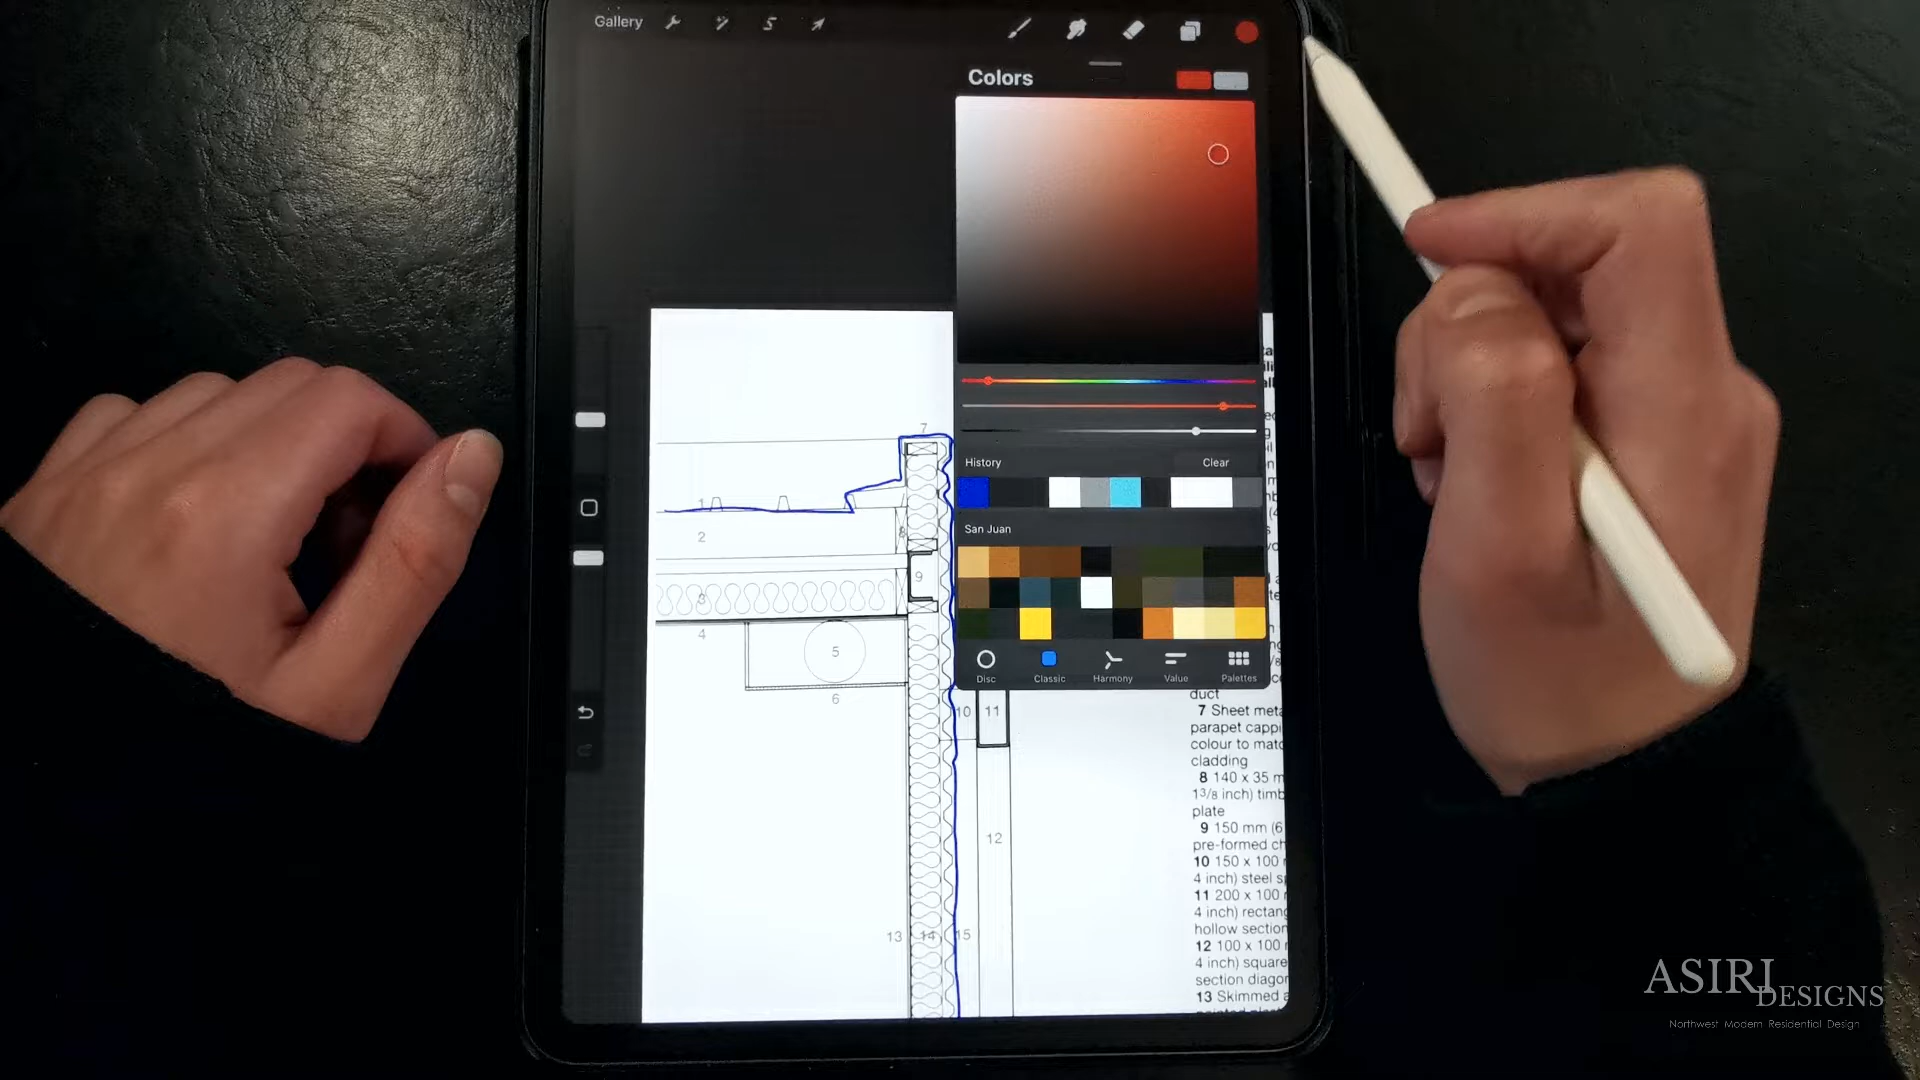 Gallery
Colors
History
Clear
San Juan
Disc
Classic
Harmony
Value
Palettes
7
1
2
8
9
3
4
5
6
10
11
12
13
14
15
duct
7 Sheet meta
parapet cappi
colour to matc
cladding
8 140 x 35 m
1 3/8 inch) timb
plate
9 150 mm (6
pre-formed ch
10 150 x 100
4 inch) steel s
11 200 x 100
4 inch) rectang
hollow section
12 100 x 100
4 inch) square
section diagon
13 Skimmed a
ASIRI
DESIGNS
Northwest Modern Residential Design